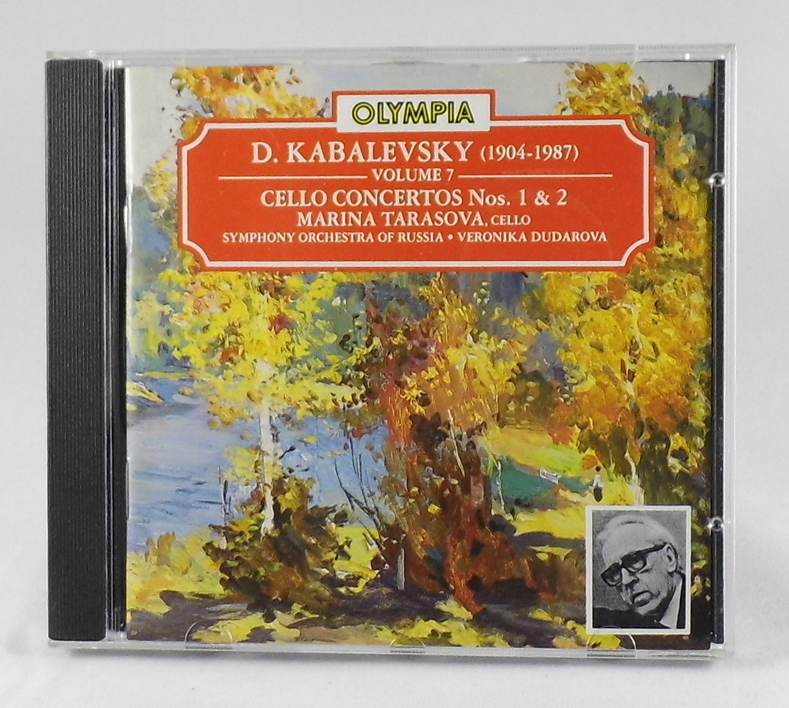 OLYMPIA
D. KABALEVSKY (1904-1987)
VOLUME 7
CELLO CONCERTOS Nos. 1 & 2
MARINA TARASOVA, CELLO
SYMPHONY ORCHESTRA OF RUSSIA • VERONIKA DUDAROVA